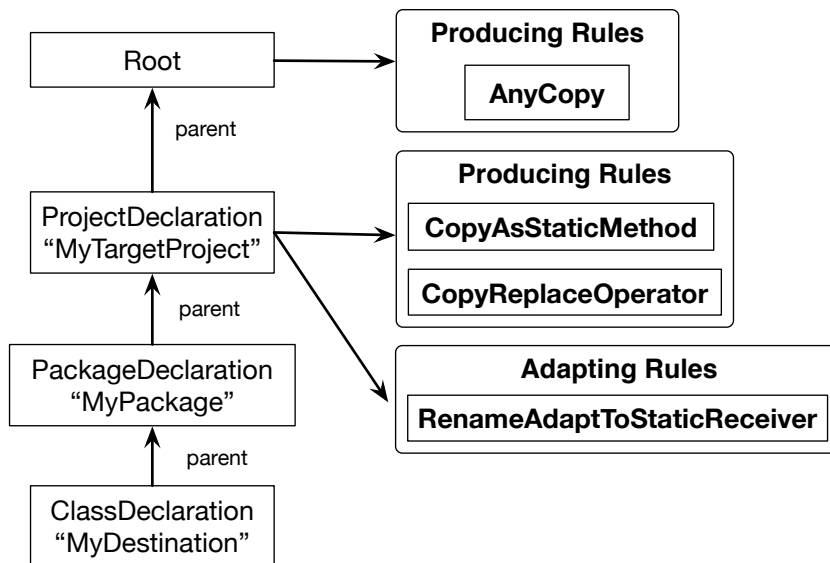 Root
Producing Rules
AnyCopy
parent
ProjectDeclaration
“MyTargetProject”
Producing Rules
CopyAsStaticMethod
CopyReplaceOperator
parent
PackageDeclaration
“MyPackage”
Adapting Rules
RenameAdaptToStaticReceiver
parent
ClassDeclaration
“MyDestination”